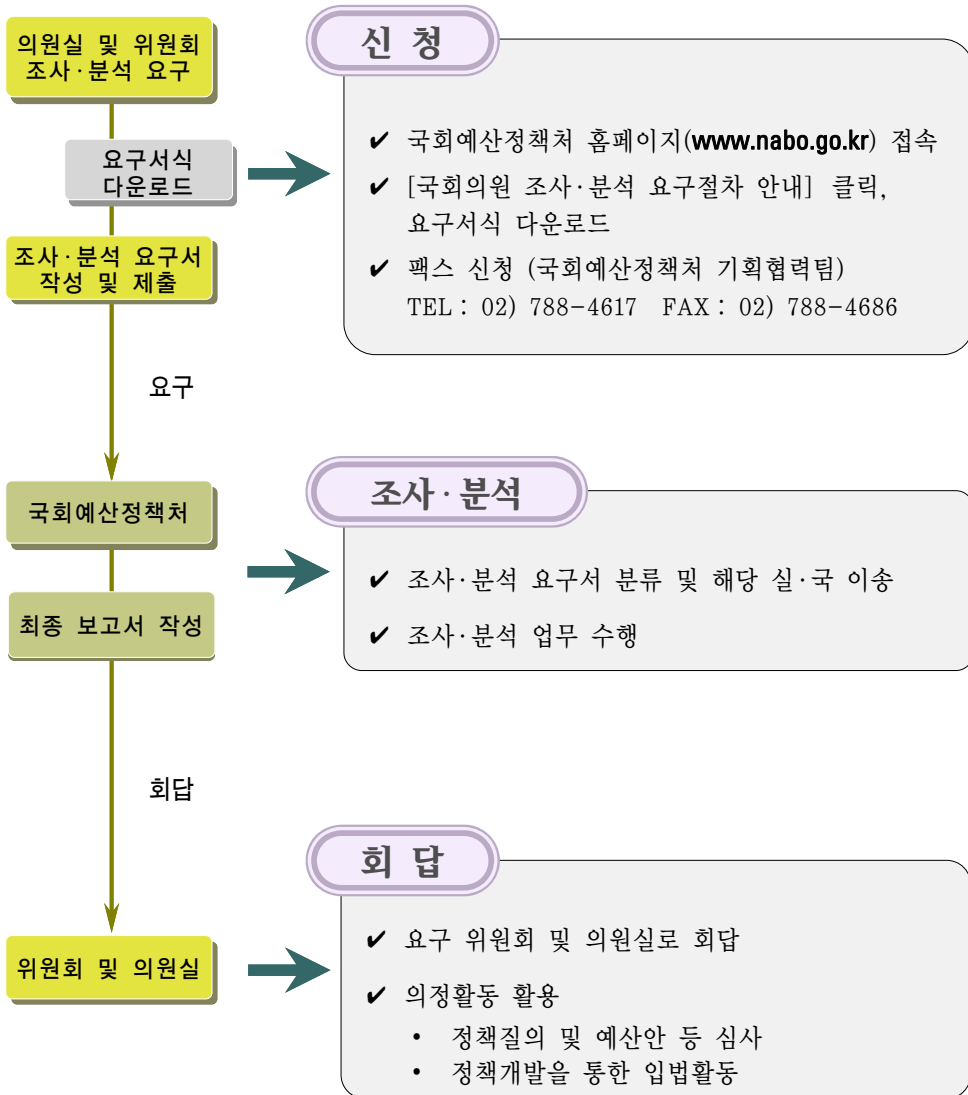 의원실 및 위원회
조사·분석 요구
요구서식
다운로드
조사·분석 요구서
작성 및 제출
신 청
✔ 국회예산정책처 홈페이지(www.nabo.go.kr) 접속
✔ [국회의원 조사·분석 요구절차 안내] 클릭,
요구서식 다운로드
✔ 팩스 신청 (국회예산정책처 기획협력팀)
TEL : 02) 788-4617 FAX : 02) 788-4686
요구
국회예산정책처
최종 보고서 작성
조사·분석
✔ 조사·분석 요구서 분류 및 해당 실·국 이송
✔ 조사·분석 업무 수행
회답
위원회 및 의원실
회 답
✔ 요구 위원회 및 의원실로 회답
✔ 의정활동 활용
• 정책질의 및 예산안 등 심사
• 정책개발을 통한 입법활동